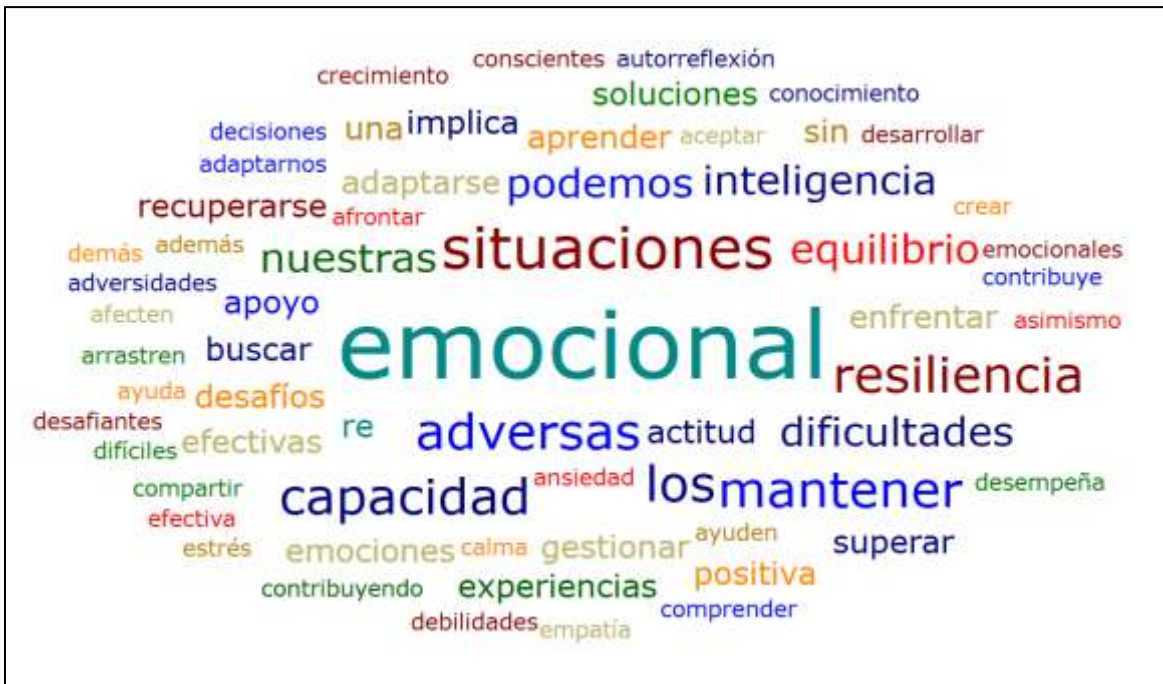 conscientes autorreflexión
crecimiento
soluciones conocimiento
decisiones una implica aprender aceptar sin desarrollar
adaptarnos
adaptarse podemos inteligencia
recuperarse afrontar crear
demás además nuestras situaciones equilibrio emocionales
adversidades contribuye
afecten apoyo emocional enfrentar asimismo
arrastren buscar resiliencia
ayuda desafíos
desafiantes re adversas actitud dificultades
difíciles efectivas
compartir capacidad ansiedad los mantener desempeña
efectiva
estrés emociones calma gestionar ayuden superar
contribuyendo experiencias positiva
comprender
debilidades empatía